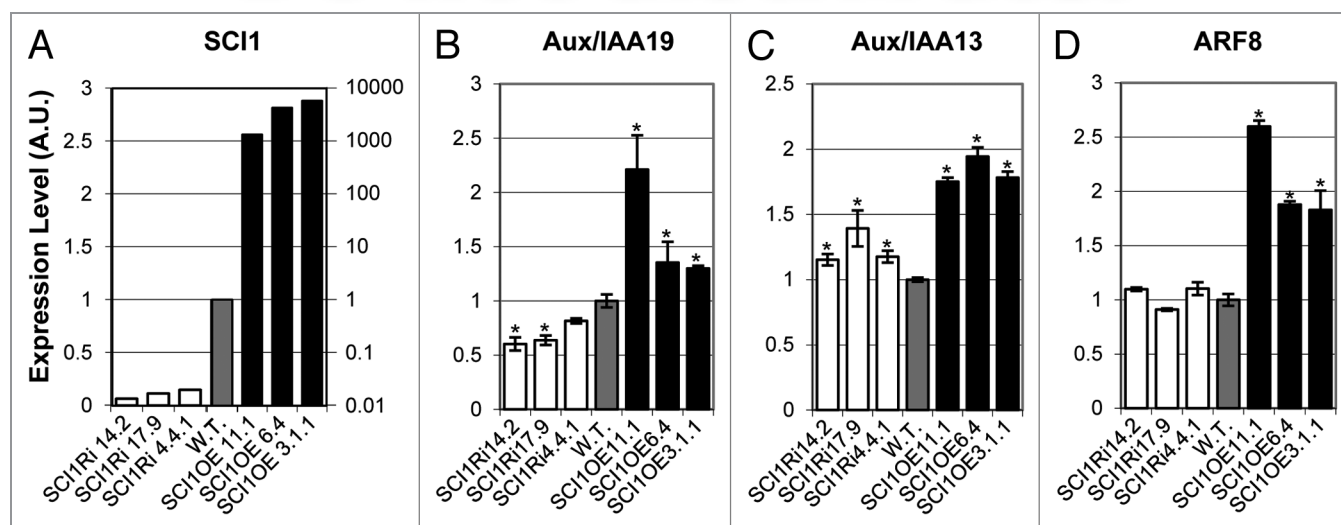 A
SCI1
Expression Level (A.U.)
3
2.5
2
1.5
1
0.5
0
10000
1000
100
10
1
0.1
0.01
SCI1Ri 14.2
SCI1Ri 17.9
SCI1Ri 4.4.1
W.T.
SCI1OE 11.1
SCI1OE 6.4
SCI1OE 3.1.1
B
Aux/IAA19
3
2.5
2
1.5
1
0.5
0
*
*
*
*
*
SCI1Ri14.2
SCI1Ri17.9
SCI1Ri4.4.1
W.T.
SCI1OE11.1
SCI1OE6.4
SCI1OE3.1.1
C
Aux/IAA13
2.5
2
1.5
1
0.5
0
*
*
*
*
*
*
SCI1Ri14.2
SCI1Ri17.9
SCI1Ri4.4.1
W.T.
SCI1OE11.1
SCI1OE6.4
SCI1OE3.1.1
D
ARF8
3
2.5
2
1.5
1
0.5
0
*
*
*
SCI1Ri14.2
SCI1Ri17.9
SCI1Ri4.4.1
W.T.
SCI1OE11.1
SCI1OE6.4
SCI1OE3.1.1